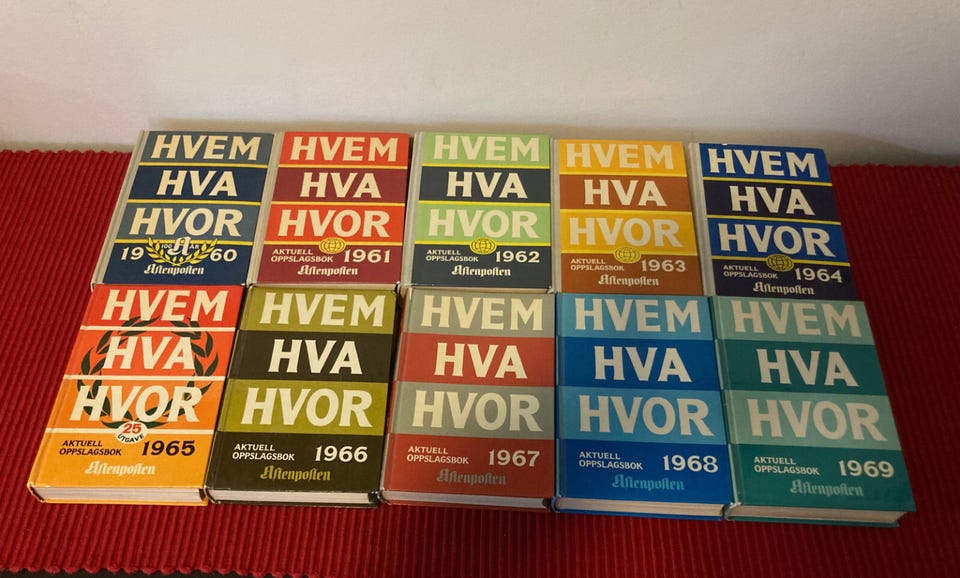 HVEM
HVA
HVOR
100 ÅR
A
1960
Aftenposten
HVEM
HVA
HVOR
AKTUELL
OPPSLAGSBOK 1961
Aftenposten
HVEM
HVA
HVOR
AKTUELL
OPPSLAGSBOK 1962
Aftenposten
HVEM
HVA
HVOR
AKTUELL
OPPSLAGSBOK 1963
Aftenposten
HVEM
HVA
HVOR
AKTUELL
OPPSLAGSBOK 1964
Aftenposten
HVEM
HVA
HVOR
25
UTGAVE
AKTUELL
OPPSLAGSBOK 1965
Aftenposten
HVEM
HVA
HVOR
AKTUELL
OPPSLAGSBOK 1966
Aftenposten
HVEM
HVA
HVOR
AKTUELL
OPPSLAGSBOK 1967
Aftenposten
HVEM
HVA
HVOR
AKTUELL
OPPSLAGSBOK 1968
Aftenposten
HVEM
HVA
HVOR
AKTUELL
OPPSLAGSBOK 1969
Aftenposten